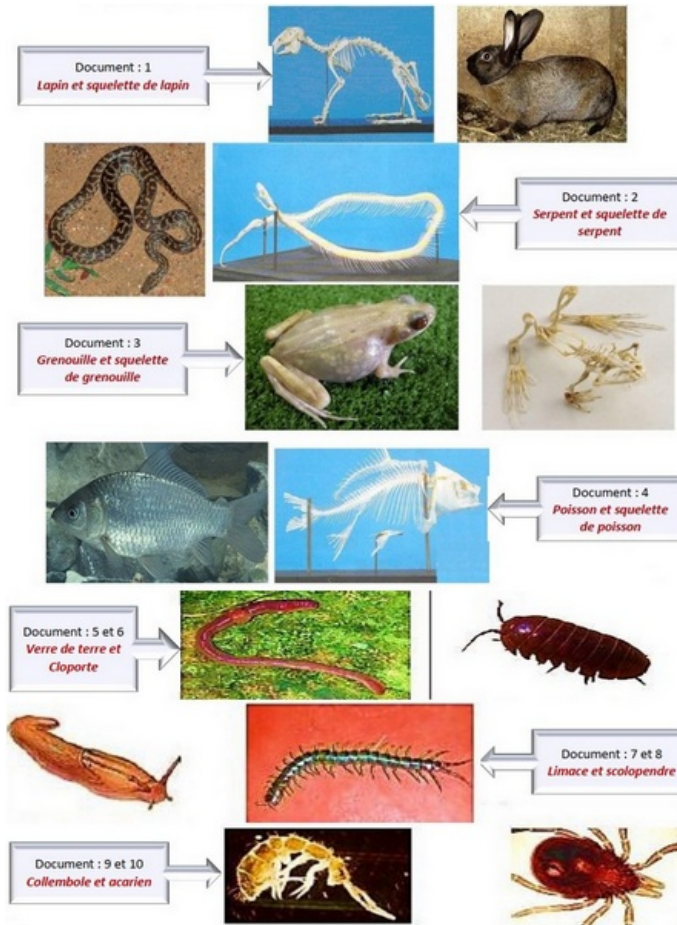 Document : 1
Lapin et squelette de lapin
Document : 2
Serpent et squelette de
serpent
Document : 3
Grenouille et squelette
de grenouille
Document : 4
Poisson et squelette
de poisson
Document : 5 et 6
Verre de terre et
Cloporte
Document : 7 et 8
Limace et scolopendre
Document : 9 et 10
Collembole et acarien